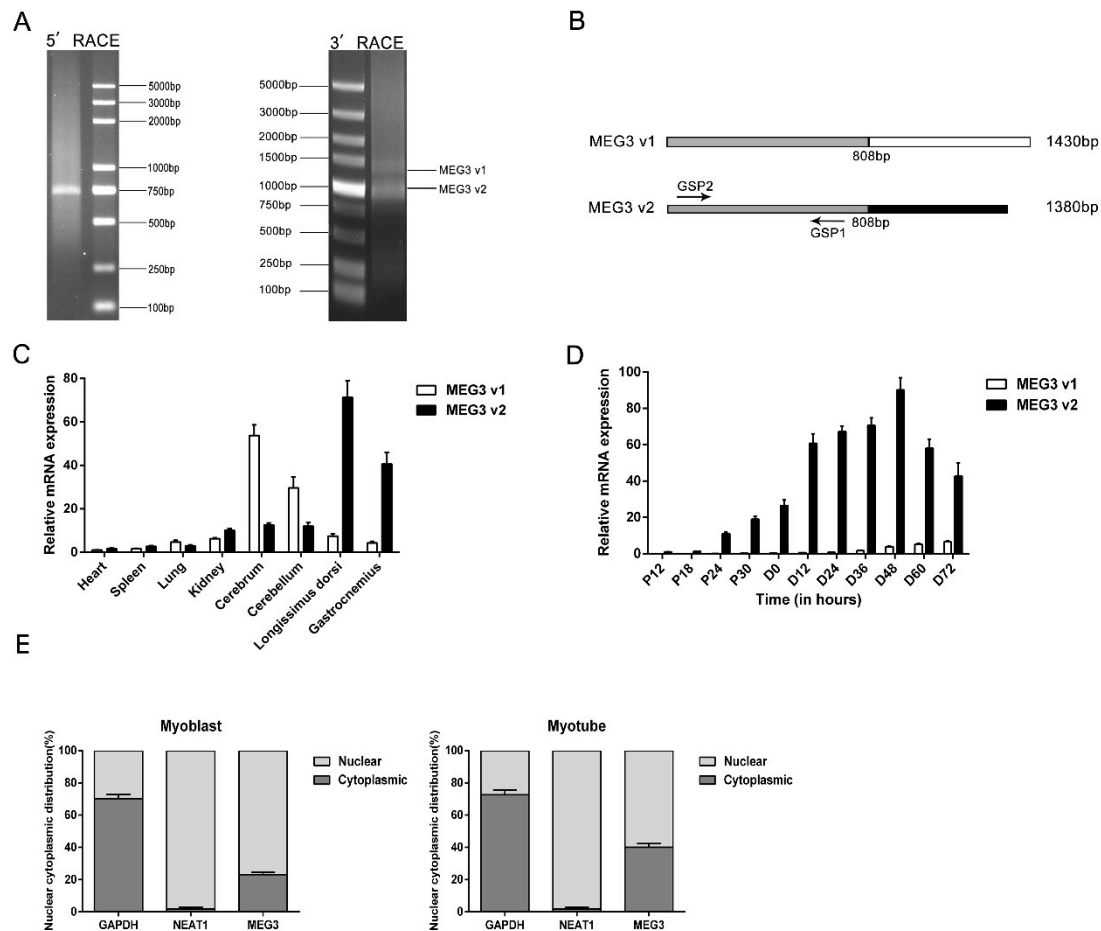 A
5′ RACE
5000bp
3000bp
2000bp
1000bp
750bp
500bp
250bp
100bp
3′ RACE
5000bp
3000bp
2000bp
1500bp
1000bp
750bp
500bp
250bp
100bp
MEG3 v1
MEG3 v2
B
MEG3 v1
808bp
1430bp
GSP2
MEG3 v2
808bp
GSP1
1380bp
C
Relative mRNA expression
80
60
40
20
0
MEG3 v1
MEG3 v2
Heart
Spleen
Lung
Kidney
Cerebrum
Cerebellum
Longissimus dorsi
Gastrocnemius
D
Relative mRNA expression
100
80
60
40
20
0
MEG3 v1
MEG3 v2
P12
P18
P24
P30
D0
D12
D24
D36
D48
D60
D72
Time (in hours)
E
Myoblast
Nuclear cytoplasmic distribution(%)
100
80
60
40
20
0
Nuclear
Cytoplasmic
GAPDH NEAT1 MEG3
Myotube
Nuclear cytoplasmic distribution(%)
100
80
60
40
20
0
Nuclear
Cytoplasmic
GAPDH NEAT1 MEG3